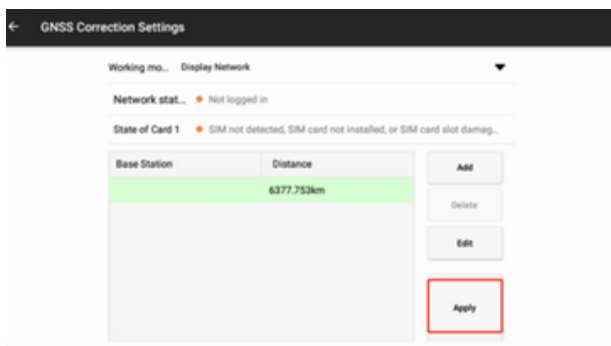 GNSS Correction Settings
Working mo... Display Network
Network stat... Not logged in
State of Card 1 SIM not detected, SIM card not installed, or SIM card slot damag...
Base Station Distance Add
6377.753km
Delete
Edit
Apply